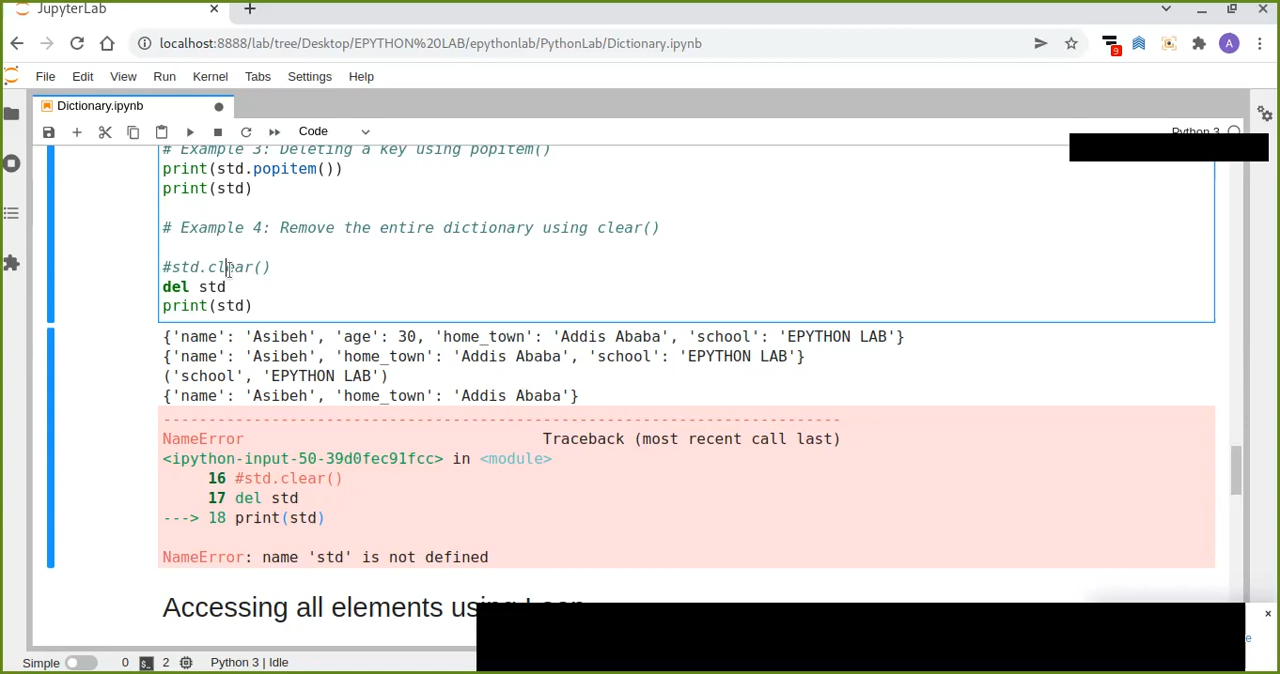 JupyterLab
localhost:8888/lab/tree/Desktop/EPYTHON%20LAB/epythonlab/PythonLab/Dictionary.ipynb
9
A
File Edit View Run Kernel Tabs Settings Help
Dictionary.ipynb
Code
Python 3
# Example 3: Deleting a key using popitem()
print(std.popitem())
print(std)
# Example 4: Remove the entire dictionary using clear()
#std.clear()
del std
print(std)
{'name': 'Asibeh', 'age': 30, 'home_town': 'Addis Ababa', 'school': 'EPYTHON LAB'}
{'name': 'Asibeh', 'home_town': 'Addis Ababa', 'school': 'EPYTHON LAB'}
('school', 'EPYTHON LAB')
{'name': 'Asibeh', 'home_town': 'Addis Ababa'}
---------------------------------------------------------------------------
NameError Traceback (most recent call last)
<ipython-input-50-39d0fec91fcc> in <module>
16 #std.clear()
17 del std
---> 18 print(std)
NameError: name 'std' is not defined
Accessing all elements using Loop
Simple 0 2 Python 3 | Idle